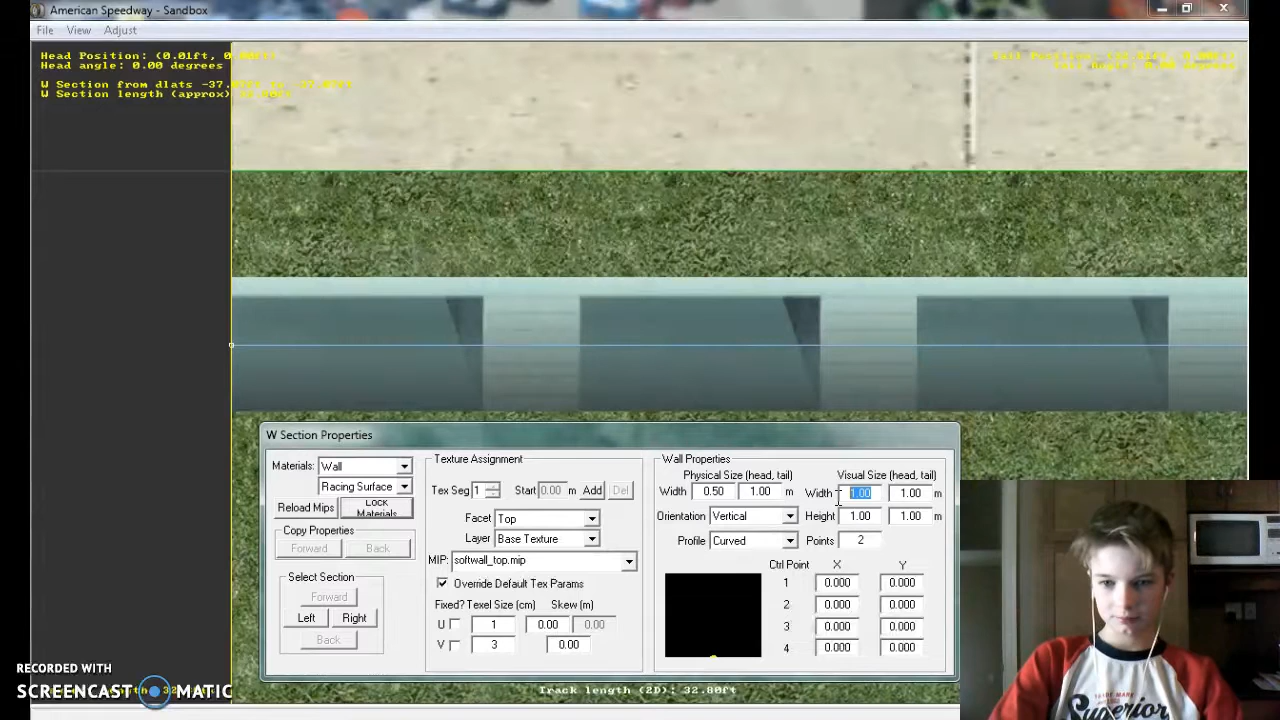 American Speedway - Sandbox
File View Adjust
Head Position: (0.01ft,
Head angle: 0.00 degrees
W Section from dlats
W Section length (approx)
W Section Properties
Materials: Wall
Racing Surface
Reload Mips Lock Materials
Copy Properties
Forward Back
Select Section
Forward
Left Right
Back
Texture Assignment
Tex Seg 1 Start 0.00 m Add Del
Facet Top
Layer Base Texture
MIP: softwall_top.mip
Override Default Tex Params
Fixed? Texel Size (cm) Skew (m)
U 1 0.00 0.00
V 3 0.00
Wall Properties
Physical Size (head, tail) Visual Size (head, tail)
Width 0.50 1.00 m Width 1.00 1.00 m
Orientation Vertical Height 1.00 1.00 m
Profile Curved Points 2
Ctrl Point X Y
1 0.000 0.000
2 0.000 0.000
3 0.000 0.000
4 0.000 0.000
Track length (2D): 32.80ft
RECORDED WITH
SCREENCAST MATIC
Superior